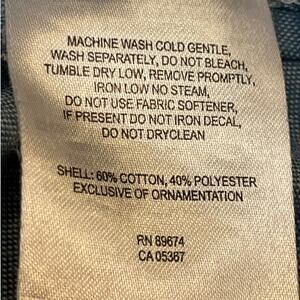 MACHINE WASH COLD GENTLE,
WASH SEPARATELY, DO NOT BLEACH,
TUMBLE DRY LOW, REMOVE PROMPTLY,
IRON LOW NO STEAM,
DO NOT USE FABRIC SOFTENER,
IF PRESENT DO NOT IRON DECAL,
DO NOT DRYCLEAN
SHELL: 60% COTTON, 40% POLYESTER
EXCLUSIVE OF ORNAMENTATION
RN 89674
CA 05367